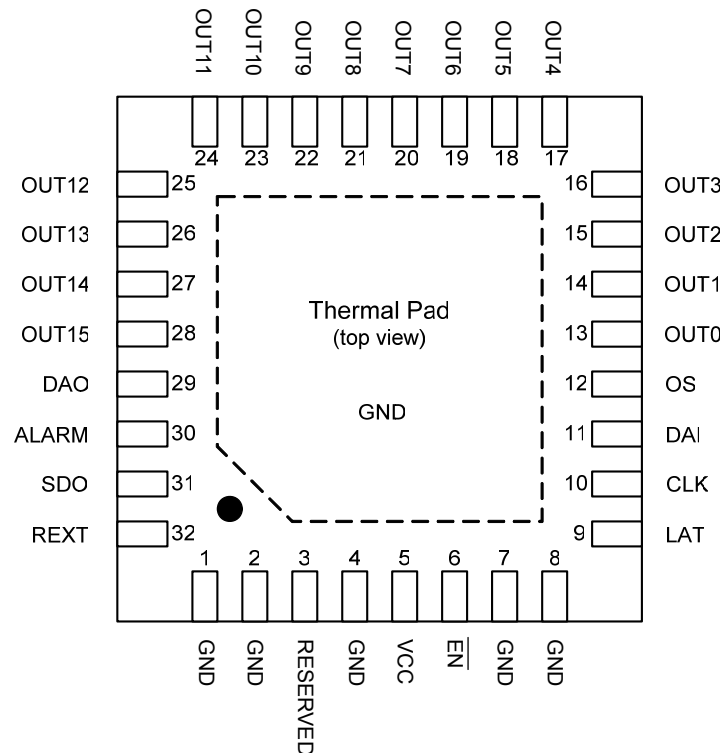 OUT11
OUT10
OUT9
OUT8
OUT7
OUT6
OUT5
OUT4
24
23
22
21
20
19
18
17
OUT12 25
OUT13 26
OUT14 27
OUT15 28
DAO 29
ALARM 30
SDO 31
REXT 32
16 OUT3
15 OUT2
14 OUT1
13 OUT0
12 OS
11 DAI
10 CLK
9 LAT
Thermal Pad
(top view)
GND
1
2
3
4
5
6
7
8
GND
GND
RESERVED
GND
VCC
EN
GND
GND